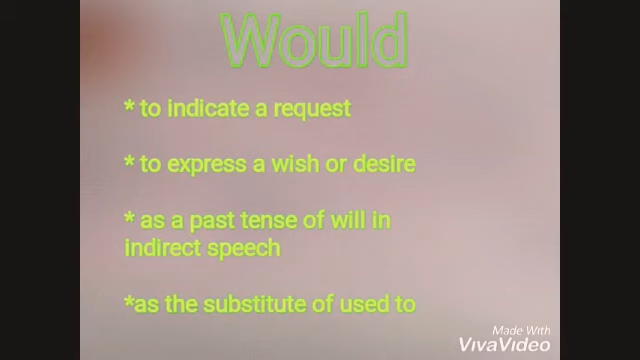 Would
* to indicate a request
* to express a wish or desire
* as a past tense of will in
indirect speech
*as the substitute of used to
Made With
VivaVideo